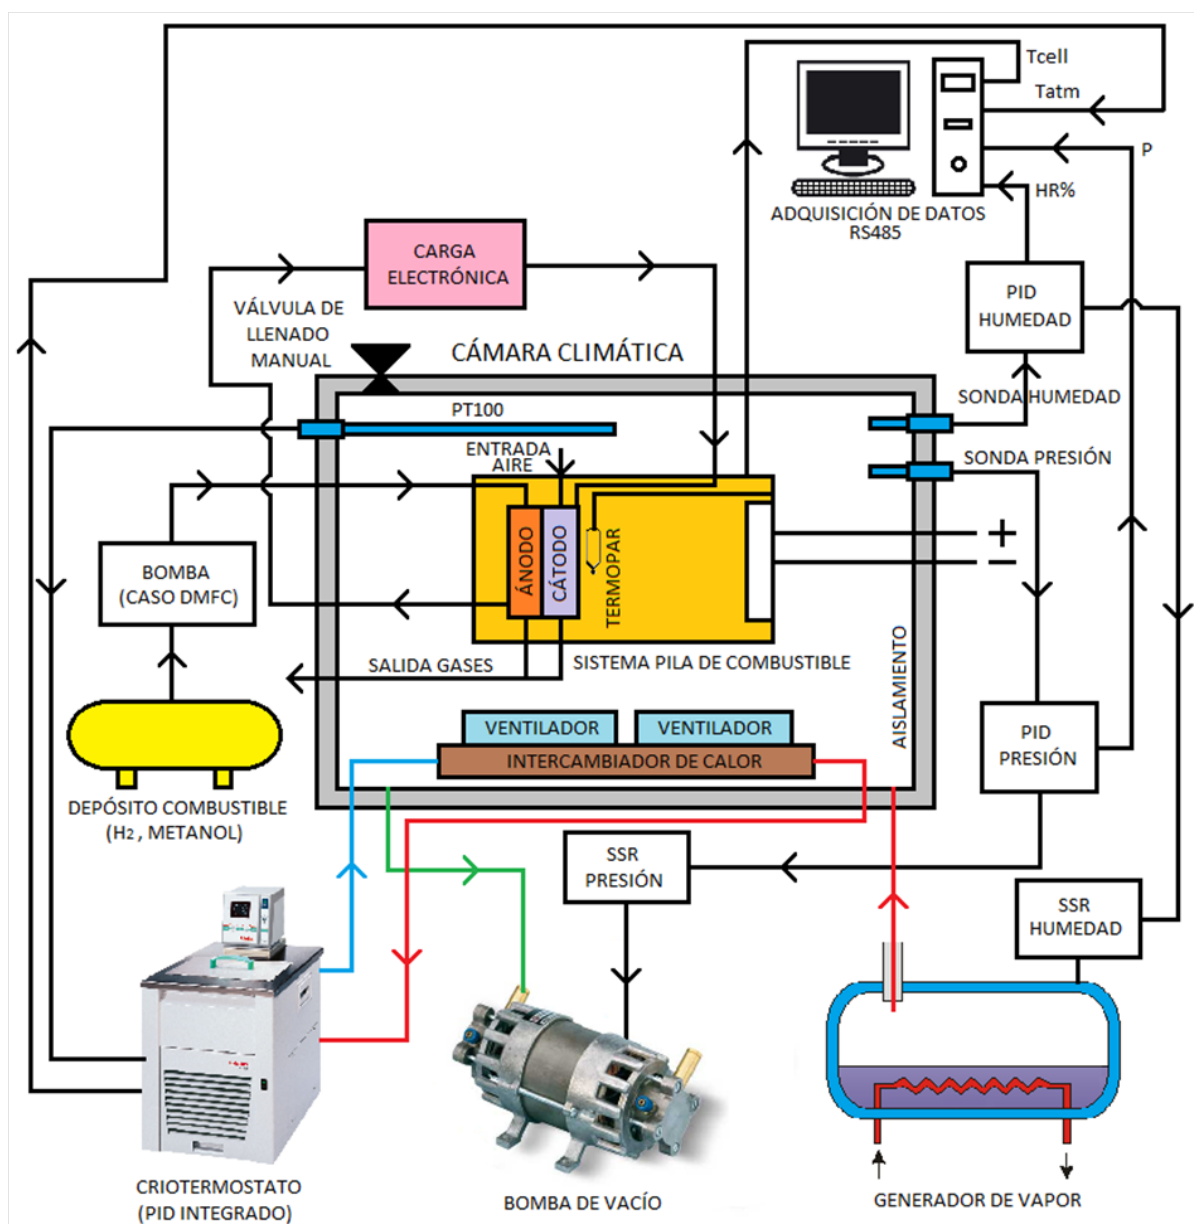 Tcell
Tatm
P
HR%
ADQUISICIÓN DE DATOS
RS485
CARGA
ELECTRÓNICA
PID
HUMEDAD
VÁLVULA DE
LLENADO
MANUAL
CÁMARA CLIMÁTICA
SONDA HUMEDAD
PT100
ENTRADA
AIRE
SONDA PRESIÓN
ÁNODO
CÁTODO
TERMOPAR
+
−
BOMBA
(CASO DMFC)
SALIDA GASES
SISTEMA PILA DE COMBUSTIBLE
AISLAMIENTO
VENTILADOR
VENTILADOR
INTERCAMBIADOR DE CALOR
PID
PRESIÓN
DEPÓSITO COMBUSTIBLE
(H2 , METANOL)
SSR
PRESIÓN
SSR
HUMEDAD
CRIOTERMOSTATO
(PID INTEGRADO)
BOMBA DE VACÍO
GENERADOR DE VAPOR